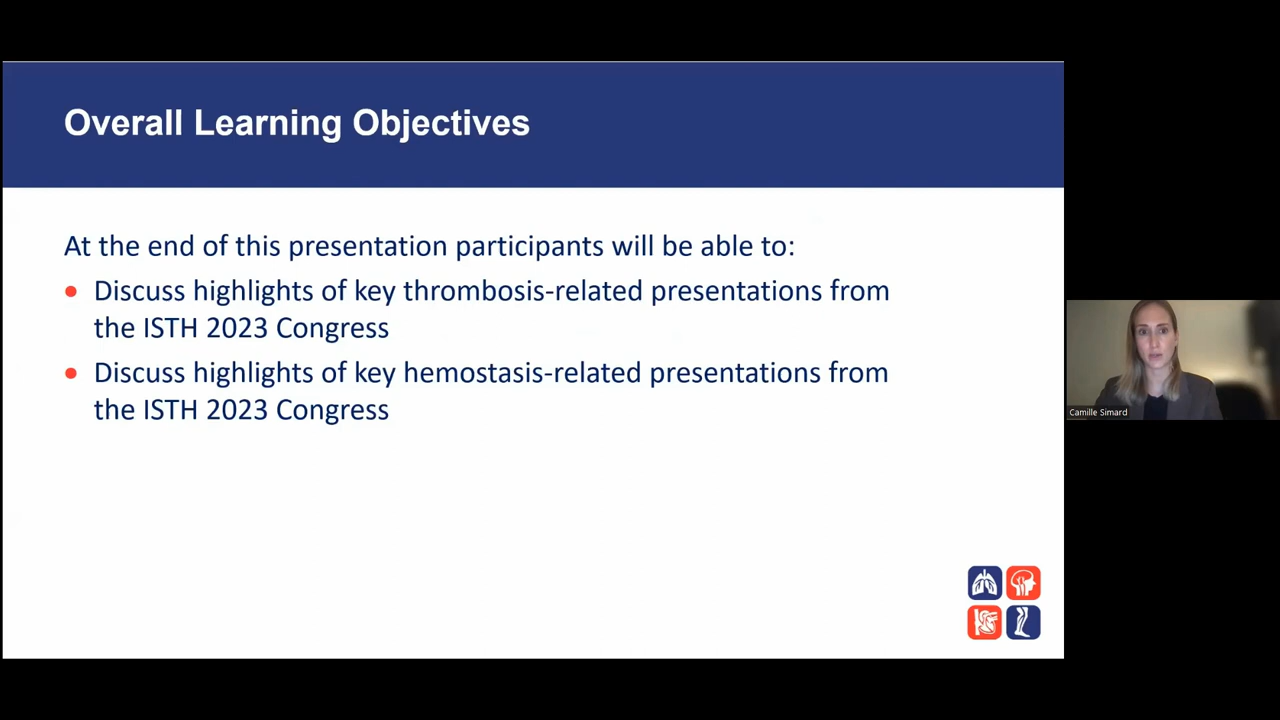 Overall Learning Objectives
At the end of this presentation participants will be able to:
Discuss highlights of key thrombosis-related presentations from
the ISTH 2023 Congress
Discuss highlights of key hemostasis-related presentations from
the ISTH 2023 Congress
Camille Simard